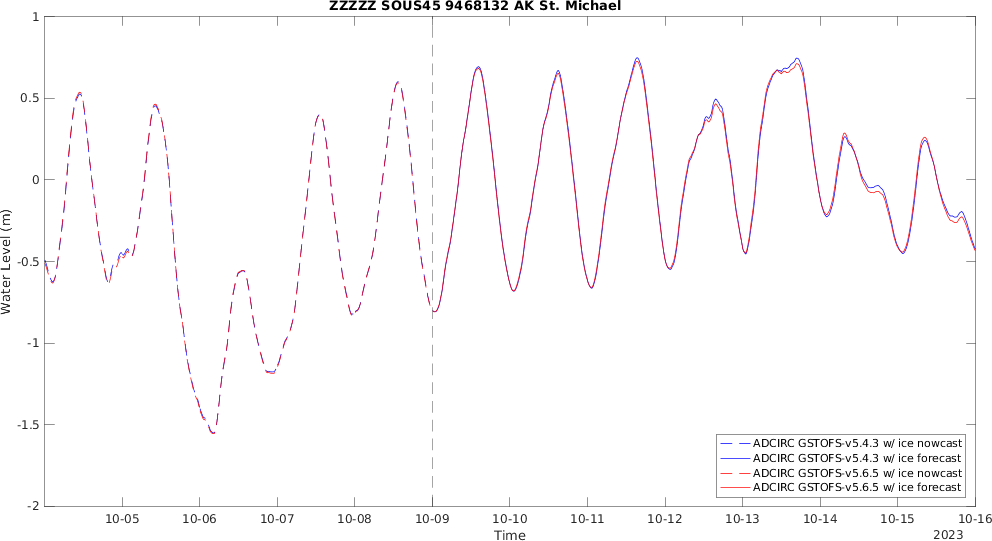 ZZZZZ SOUS45 9468132 AK St. Michael
1
0.5
0
-0.5
-1
-1.5
-2
Water Level (m)
ADCIRC GSTOFS-v5.4.3 w/ ice nowcast
ADCIRC GSTOFS-v5.4.3 w/ ice forecast
ADCIRC GSTOFS-v5.6.5 w/ ice nowcast
ADCIRC GSTOFS-v5.6.5 w/ ice forecast
10-05 10-06 10-07 10-08 10-09 10-10 10-11 10-12 10-13 10-14 10-15 10-16
Time
2023